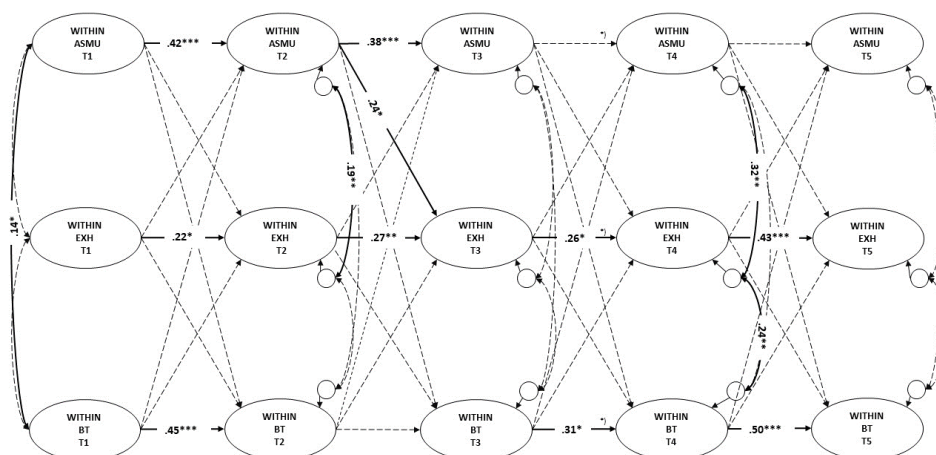 WITHIN
ASMU
T1
.42***
WITHIN
ASMU
T2
.38***
WITHIN
ASMU
T3
*)
WITHIN
ASMU
T4
WITHIN
ASMU
T5
.24*
.19**
.32**
.14*
WITHIN
EXH
T1
.22*
WITHIN
EXH
T2
.27**
WITHIN
EXH
T3
.26*
*)
WITHIN
EXH
T4
.43***
WITHIN
EXH
T5
.24**
WITHIN
BT
T1
.45***
WITHIN
BT
T2
WITHIN
BT
T3
.31*
*)
WITHIN
BT
T4
.50***
WITHIN
BT
T5